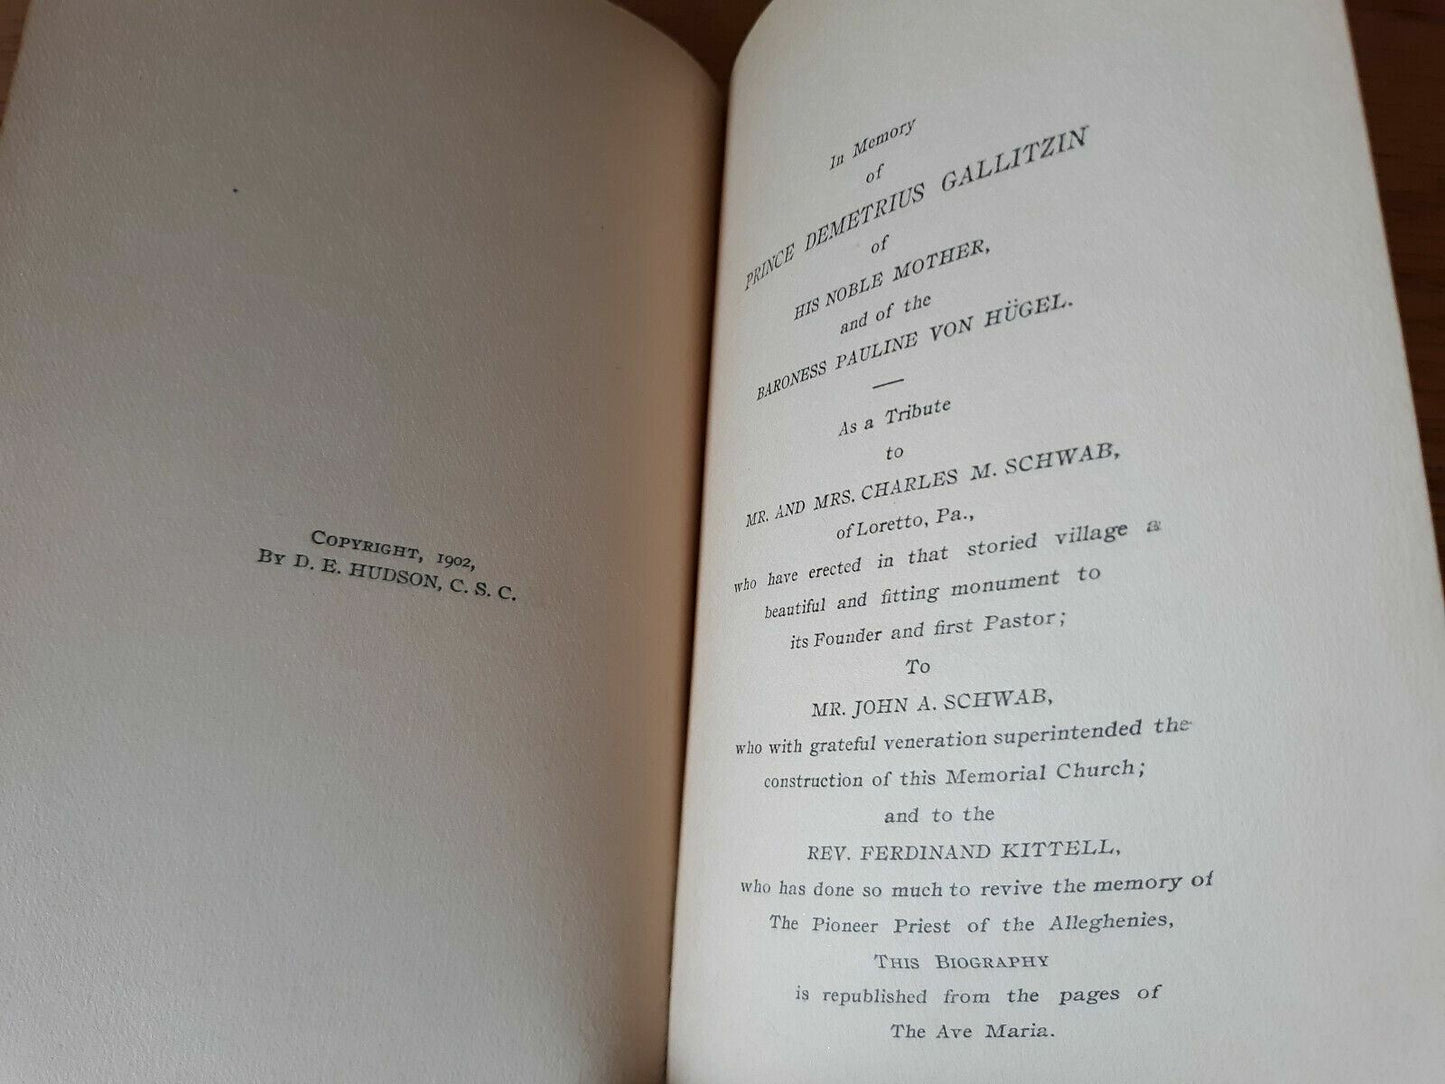 COPYRIGHT, 1902,
BY D. E. HUDSON, C. S. C.
In Memory
of
PRINCE DEMETRIUS GALLITZIN
of
HIS NOBLE MOTHER,
and of the
BARONESS PAULINE VON HÜGEL.
As a Tribute
to
MR. AND MRS. CHARLES M. SCHWAB,
of Loretto, Pa.,
who have erected in that storied village a
beautiful and fitting monument to
its Founder and first Pastor;
To
MR. JOHN A. SCHWAB,
who with grateful veneration superintended the
construction of this Memorial Church;
and to the
REV. FERDINAND KITTELL,
who has done so much to revive the memory of
The Pioneer Priest of the Alleghenies,
THIS BIOGRAPHY
is republished from the pages of
The Ave Maria.